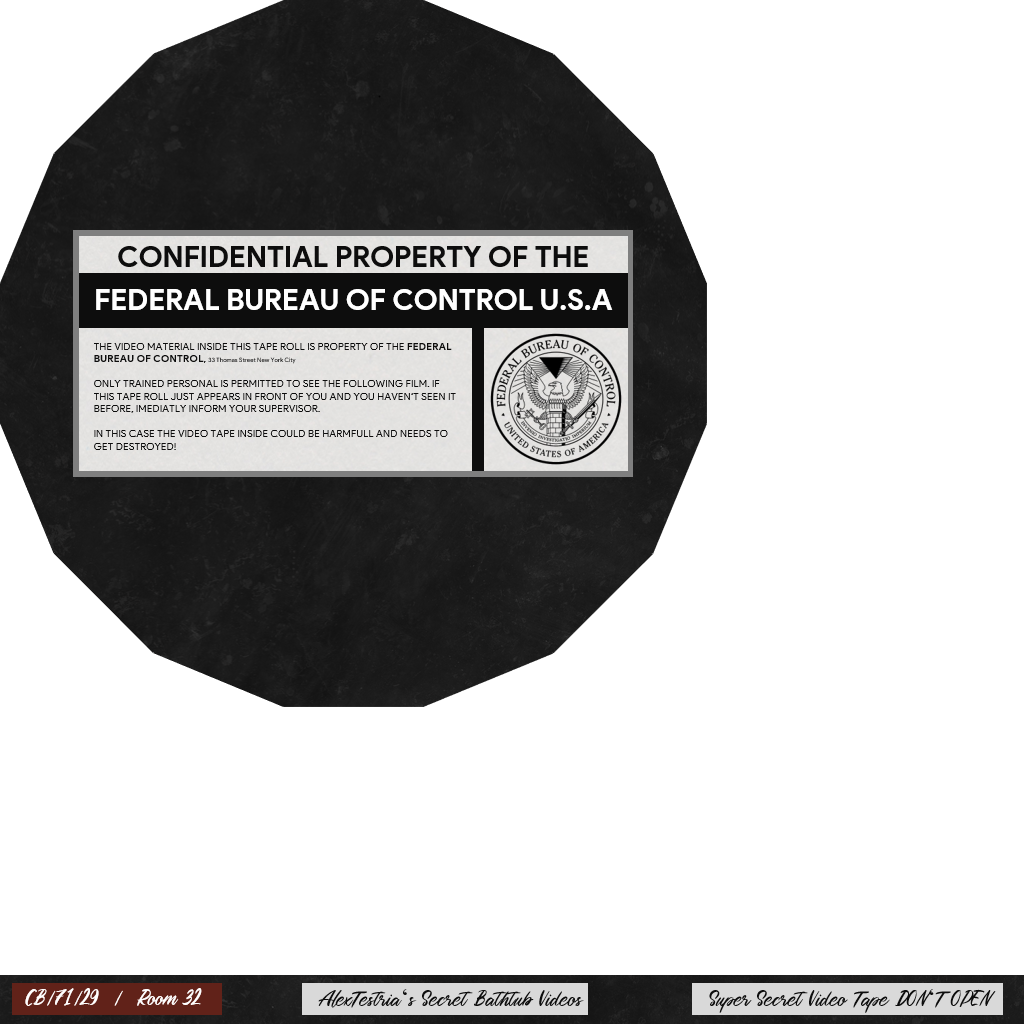 CONFIDENTIAL PROPERTY OF THE
FEDERAL BUREAU OF CONTROL U.S.A
THE VIDEO MATERIAL INSIDE THIS TAPE ROLL IS PROPERTY OF THE FEDERAL
BUREAU OF CONTROL, 33 Thomas Street New York City
ONLY TRAINED PERSONAL IS PERMITTED TO SEE THE FOLLOWING FILM. IF
THIS TAPE ROLL JUST APPEARS IN FRONT OF YOU AND YOU HAVEN'T SEEN IT
BEFORE, IMEDIATLY INFORM YOUR SUPERVISOR.
IN THIS CASE THE VIDEO TAPE INSIDE COULD BE HARMFULL AND NEEDS TO
GET DESTROYED!
FEDERAL BUREAU OF CONTROL
UNITED STATES OF AMERICA
CB/71/29 / Room 32
AlexTestria's Secret Bathtub Videos
Super Secret Video Tape DON'T OPEN